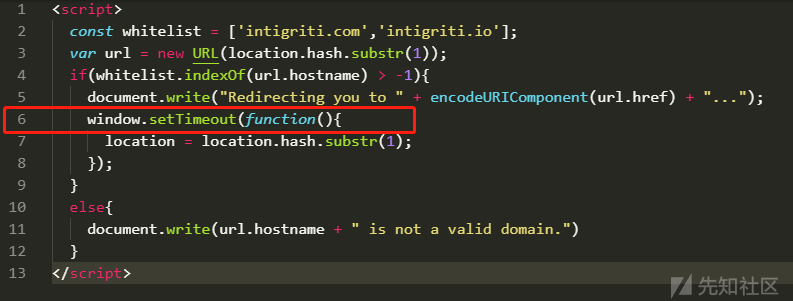 1 <script>
2 const whitelist = ['intigriti.com','intigriti.io'];
3 var url = new URL(location.hash.substr(1));
4 if(whitelist.indexOf(url.hostname) > -1){
5 document.write("Redirecting you to " + encodeURIComponent(url.href) + "...");
6 window.setTimeout(function(){
7 location = location.hash.substr(1);
8 });
9 }
10 else{
11 document.write(url.hostname + " is not a valid domain.")
12 }
13 </script>
先知社区